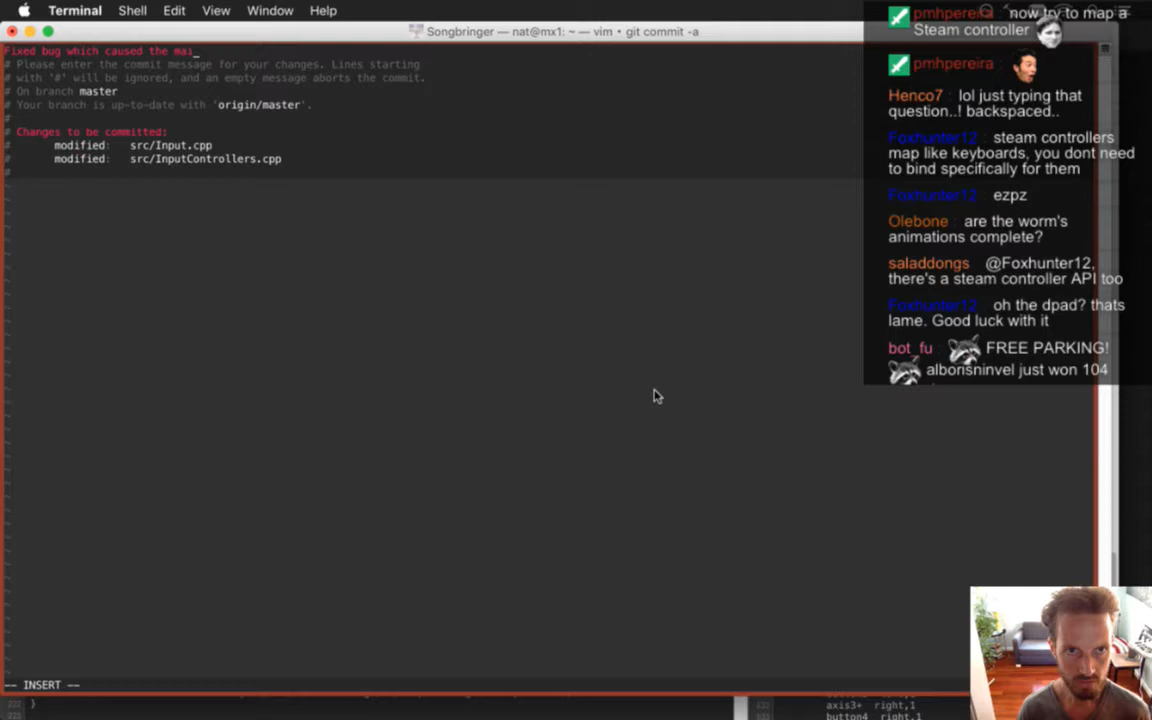 Terminal Shell Edit View Window Help
Songbringer — nat@mx1: ~ — vim • git commit -a
Fixed bug which caused the mai_
# Please enter the commit message for your changes. Lines starting
# with '#' will be ignored, and an empty message aborts the commit.
# On branch master
# Your branch is up-to-date with 'origin/master'.
#
# Changes to be committed:
# modified: src/Input.cpp
# modified: src/InputControllers.cpp
#
-- INSERT --
222 }
223
axis3+ right,1
button4 right,1
pmhpereira: now try to map a
Steam controller
pmhpereira:
Henco7: lol just typing that
question..! backspaced..
Foxhunter12: steam controllers
map like keyboards, you dont need
to bind specifically for them
Foxhunter12: ezpz
Olebone: are the worm's
animations complete?
saladdongs: @Foxhunter12,
there's a steam controller API too
Foxhunter12: oh the dpad? thats
lame. Good luck with it
bot_fu: FREE PARKING!
alborisninvel just won 104